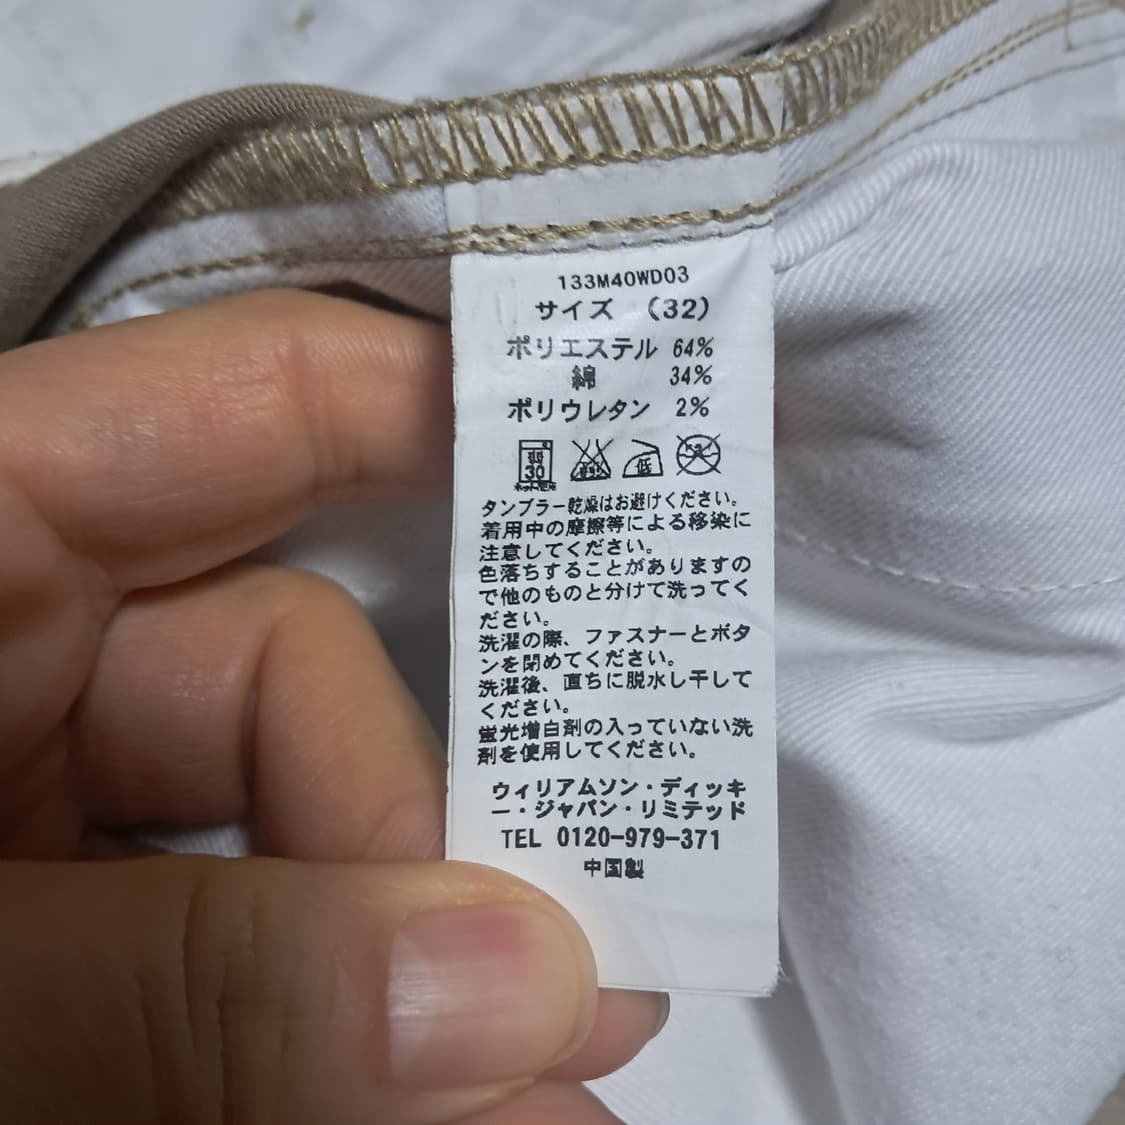 133M40WD03
サイズ (32)
ポリエステル 64%
綿 34%
ポリウレタン 2%
30
低
タンブラー乾燥はお避けください。
着用中の摩擦等による移染に
注意してください。
色落ちすることがありますの
で他のものと分けて洗ってく
ださい。
洗濯の際、ファスナーとボタ
ンを閉めてください。
洗濯後、直ちに脱水し干して
ください。
蛍光増白剤の入っていない洗
剤を使用してください。
ウィリアムソン・ディッキ
ー・ジャパン・リミテッド
TEL 0120-979-371
中国製